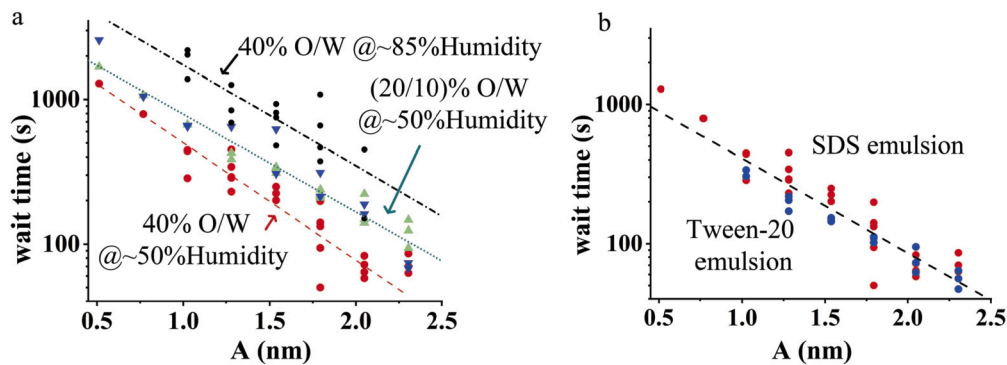 a
40% O/W @~85%Humidity
(20/10)% O/W
@~50%Humidity
40% O/W
@~50%Humidity
1000
100
wait time (s)
0.5 1.0 1.5 2.0 2.5
A (nm)
b
SDS emulsion
Tween-20
emulsion
1000
100
wait time (s)
0.5 1.0 1.5 2.0 2.5
A (nm)